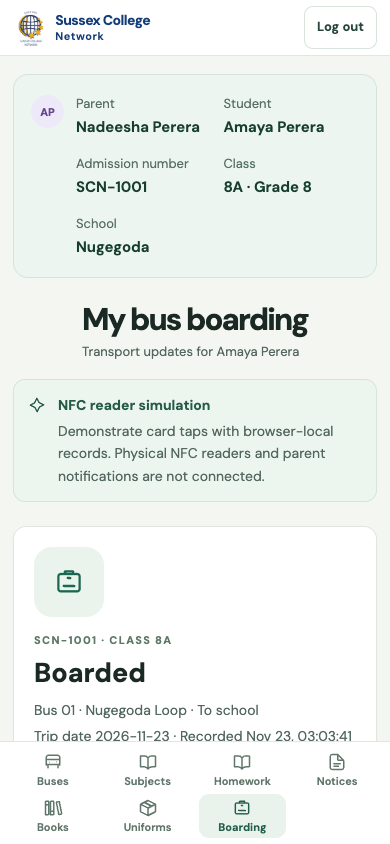 Sussex College
Network
Log out
AP
Parent
Nadeesha Perera
Student
Amaya Perera
Admission number
SCN-1001
Class
8A · Grade 8
School
Nugegoda
My bus boarding
Transport updates for Amaya Perera
NFC reader simulation
Demonstrate card taps with browser-local
records. Physical NFC readers and parent
notifications are not connected.
SCN-1001 · CLASS 8A
Boarded
Bus 01 · Nugegoda Loop · To school
Trip date 2026-11-23 · Recorded Nov 23, 03:03:41
Buses
Subjects
Homework
Notices
Books
Uniforms
Boarding